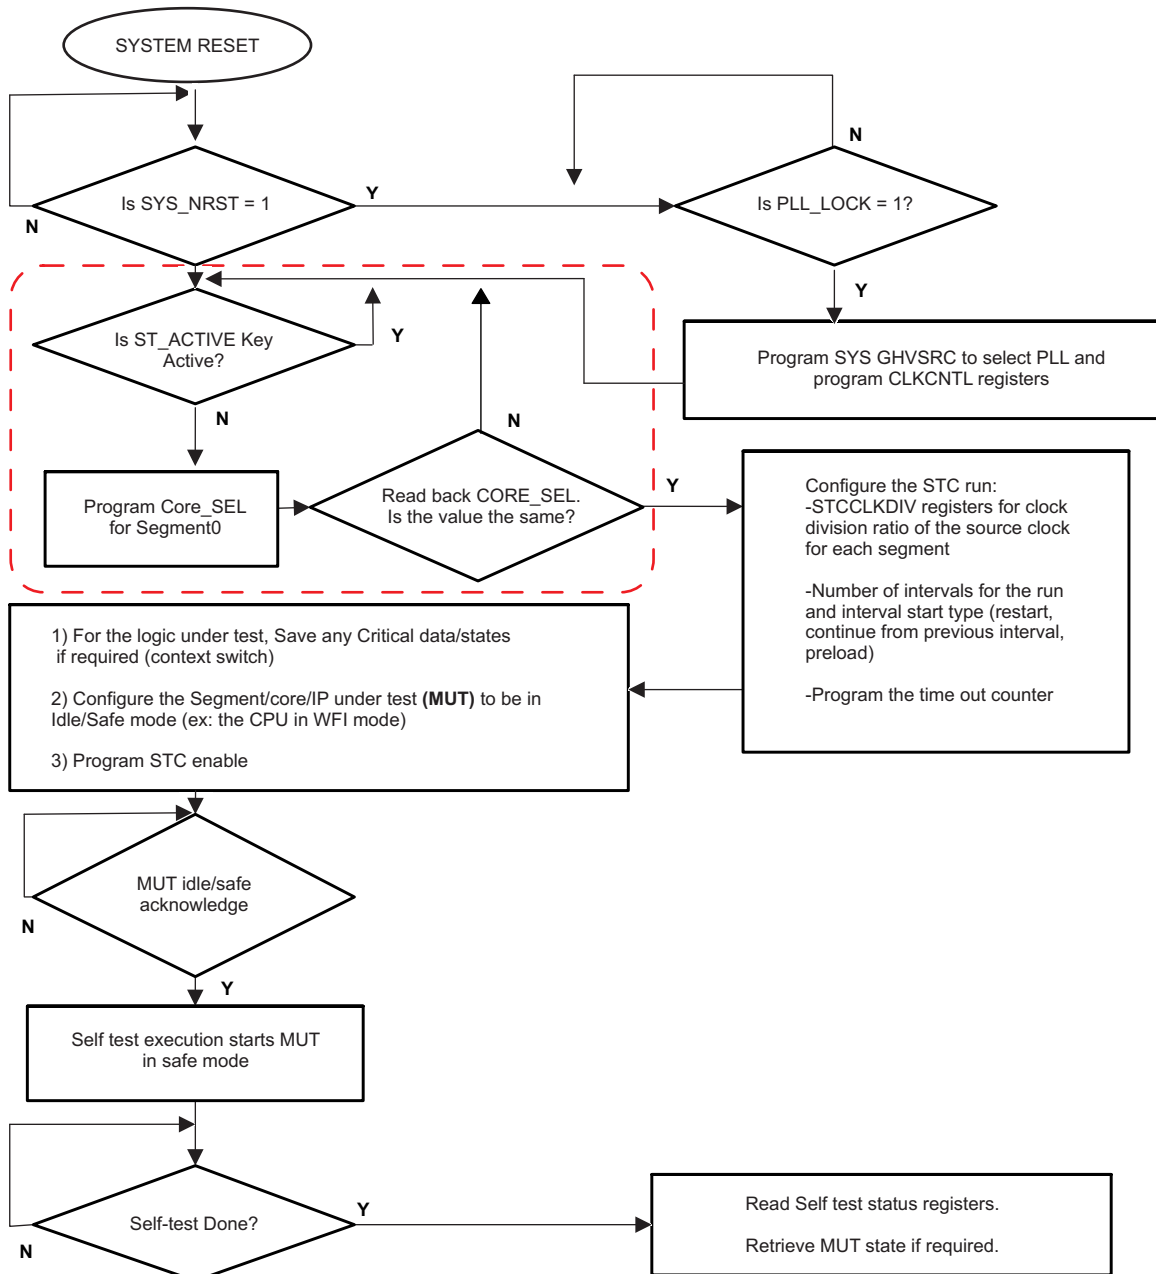 SYSTEM RESET
Is SYS_NRST = 1
Y
N
N
Is PLL_LOCK = 1?
Y
Is ST_ACTIVE Key
Active?
Y
N
Program SYS GHVSRC to select PLL and
program CLKCNTL registers
Program Core_SEL
for Segment0
N
Read back CORE_SEL.
Is the value the same?
Y
Configure the STC run:
-STCCLKDIV registers for clock
division ratio of the source clock
for each segment
-Number of intervals for the run
and interval start type (restart,
continue from previous interval,
preload)
-Program the time out counter
1) For the logic under test, Save any Critical data/states
if required (context switch)
2) Configure the Segment/core/IP under test (MUT) to be in
Idle/Safe mode (ex: the CPU in WFI mode)
3) Program STC enable
MUT idle/safe
acknowledge
N
Y
Self test execution starts MUT
in safe mode
Self-test Done?
Y
N
Read Self test status registers.
Retrieve MUT state if required.